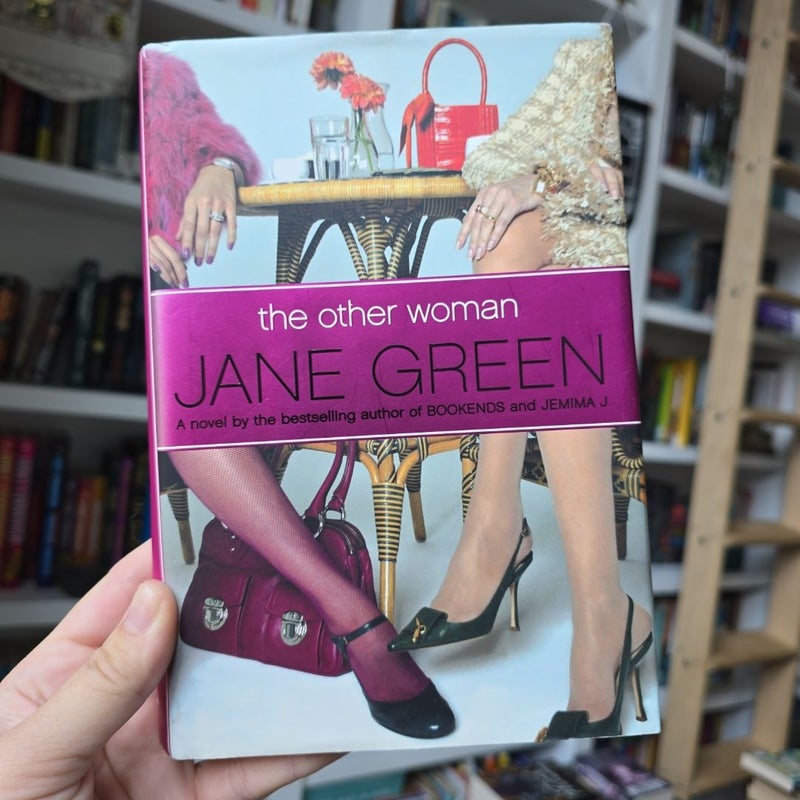 the other woman
JANE GREEN
A novel by the bestselling author of BOOKENDS and JEMIMA J